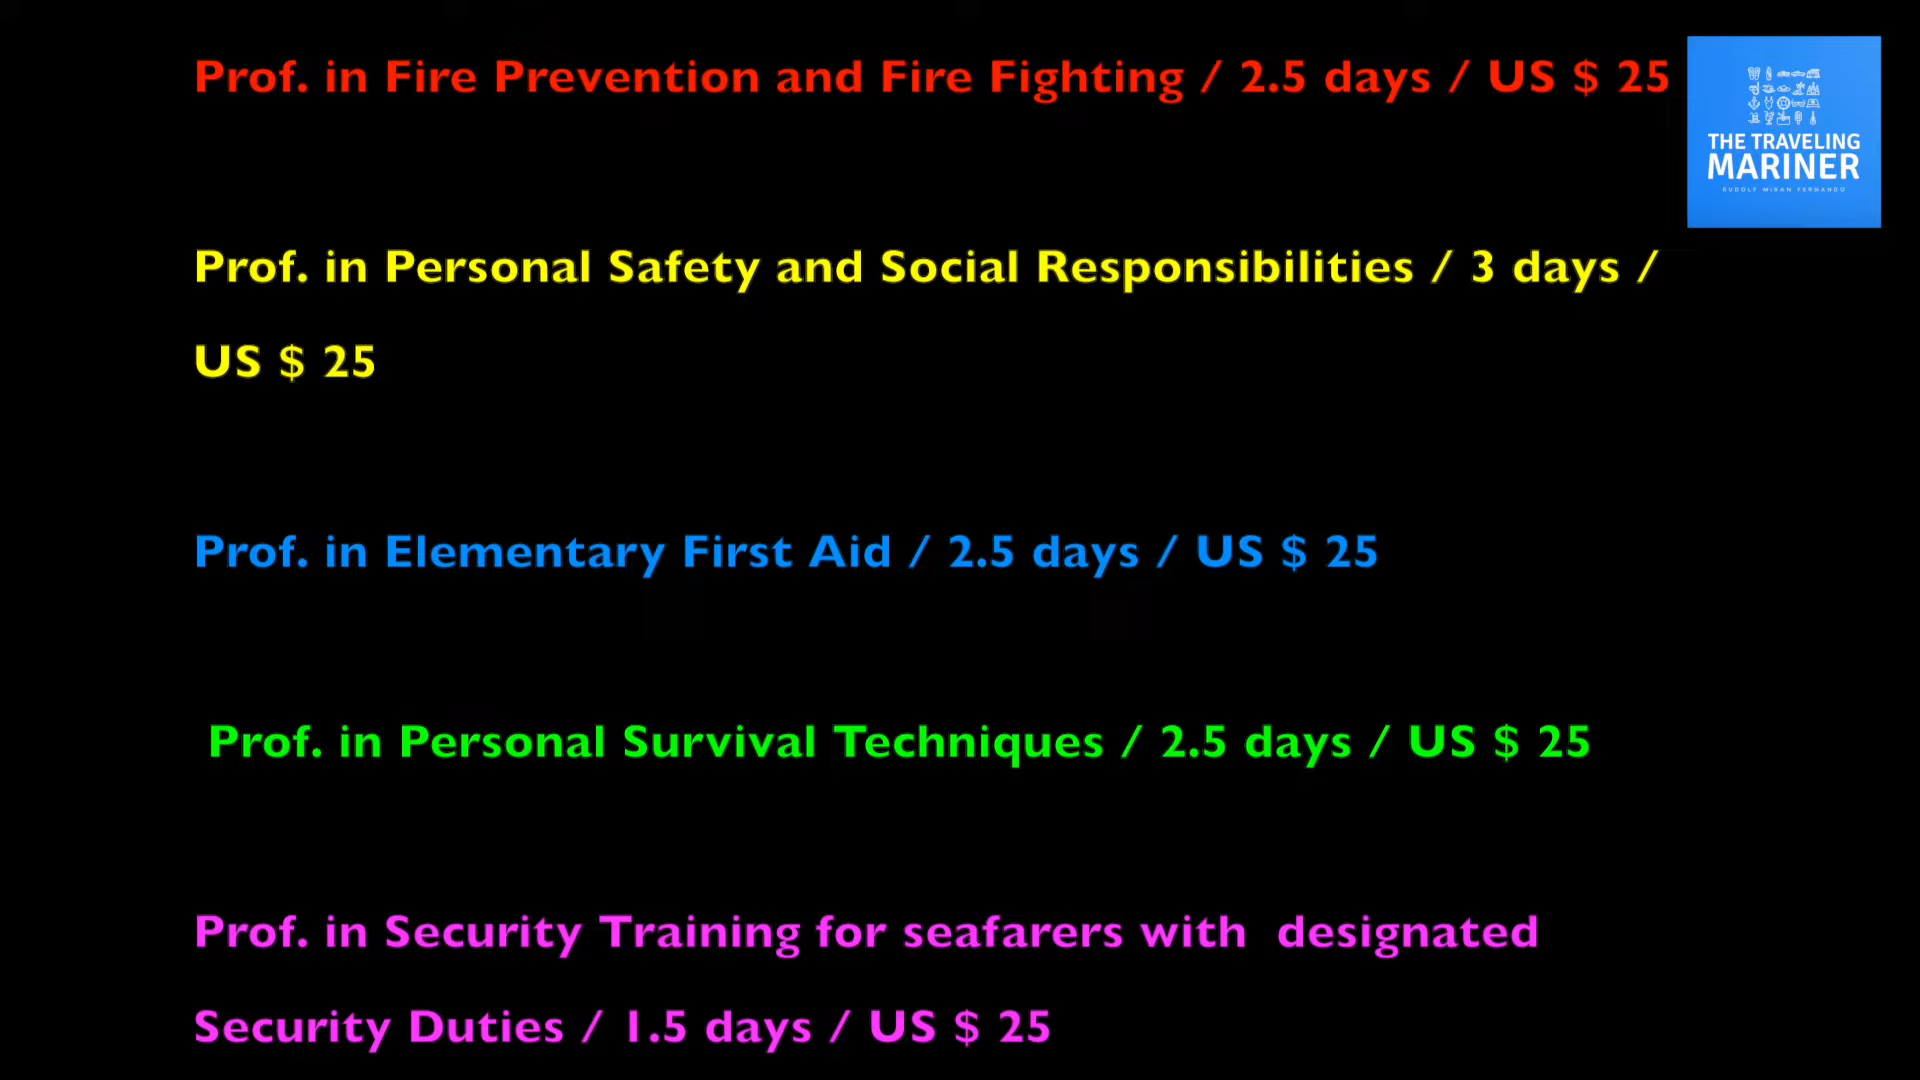 Prof. in Fire Prevention and Fire Fighting / 2.5 days / US $ 25
THE TRAVELING
MARINER
RUDOLF MIRAN FERNANDO
Prof. in Personal Safety and Social Responsibilities / 3 days /
US $ 25
Prof. in Elementary First Aid / 2.5 days / US $ 25
Prof. in Personal Survival Techniques / 2.5 days / US $ 25
Prof. in Security Training for seafarers with  designated
Security Duties / 1.5 days / US $ 25